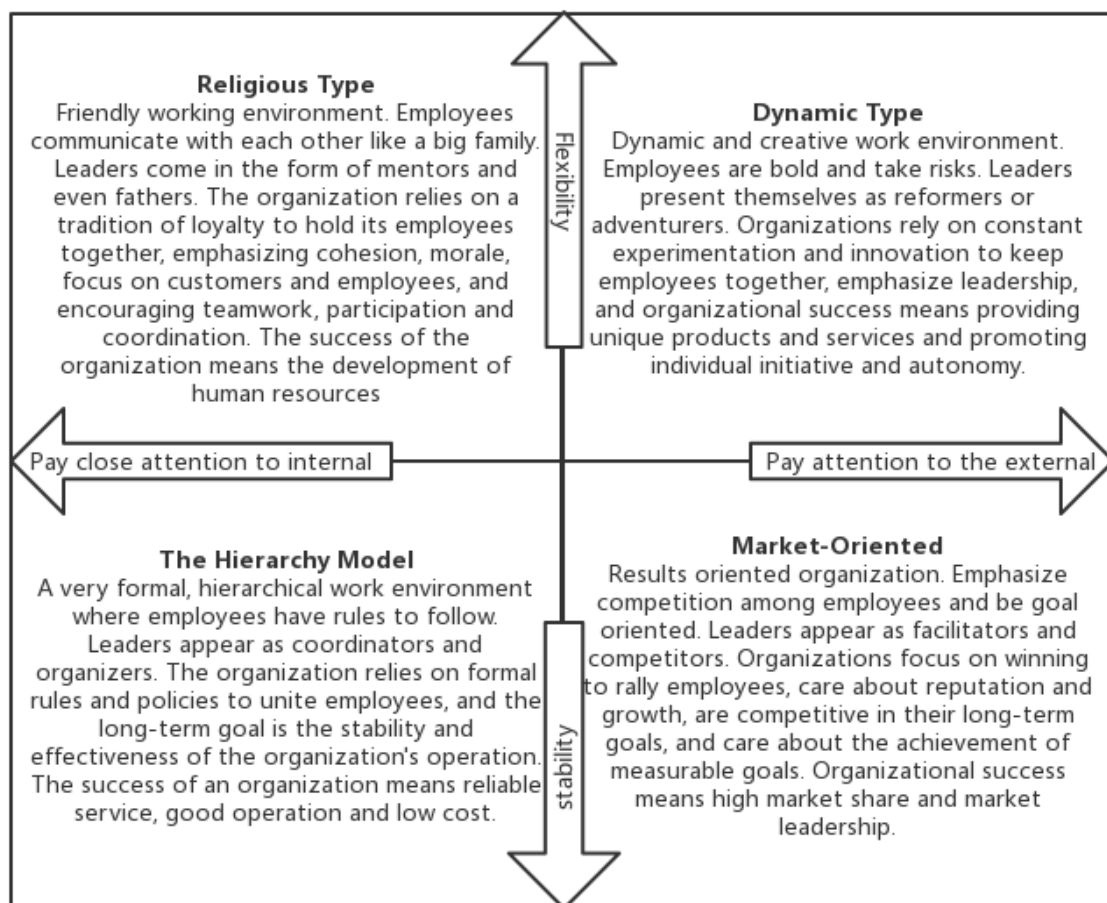 Religious Type
Friendly working environment. Employees
communicate with each other like a big family.
Leaders come in the form of mentors and
even fathers. The organization relies on a
tradition of loyalty to hold its employees
together, emphasizing cohesion, morale,
focus on customers and employees, and
encouraging teamwork, participation and
coordination. The success of the
organization means the development of
human resources
Flexibility
Dynamic Type
Dynamic and creative work environment.
Employees are bold and take risks. Leaders
present themselves as reformers or
adventurers. Organizations rely on constant
experimentation and innovation to keep
employees together, emphasize leadership,
and organizational success means providing
unique products and services and promoting
individual initiative and autonomy.
Pay close attention to internal
Pay attention to the external
The Hierarchy Model
A very formal, hierarchical work environment
where employees have rules to follow.
Leaders appear as coordinators and
organizers. The organization relies on formal
rules and policies to unite employees, and the
long-term goal is the stability and
effectiveness of the organization's operation.
The success of an organization means reliable
service, good operation and low cost.
stability
Market-Oriented
Results oriented organization. Emphasize
competition among employees and be goal
oriented. Leaders appear as facilitators and
competitors. Organizations focus on winning
to rally employees, care about reputation and
growth, are competitive in their long-term
goals, and care about the achievement of
measurable goals. Organizational success
means high market share and market
leadership.